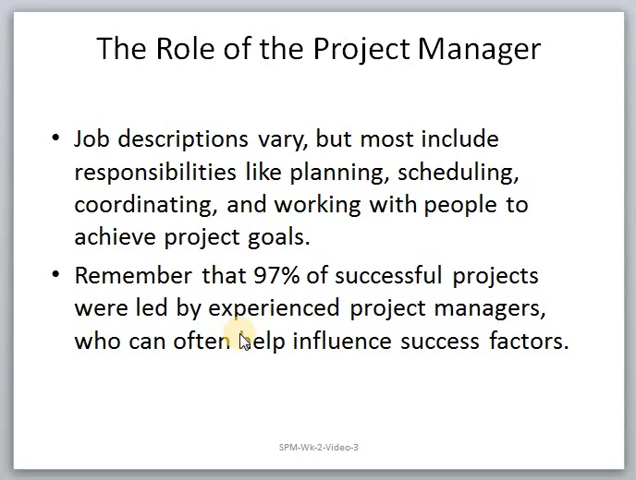 The Role of the Project Manager
• Job descriptions vary, but most include
responsibilities like planning, scheduling,
coordinating, and working with people to
achieve project goals.
• Remember that 97% of successful projects
were led by experienced project managers,
who can often help influence success factors.
SPM-Wk-2-Video-3